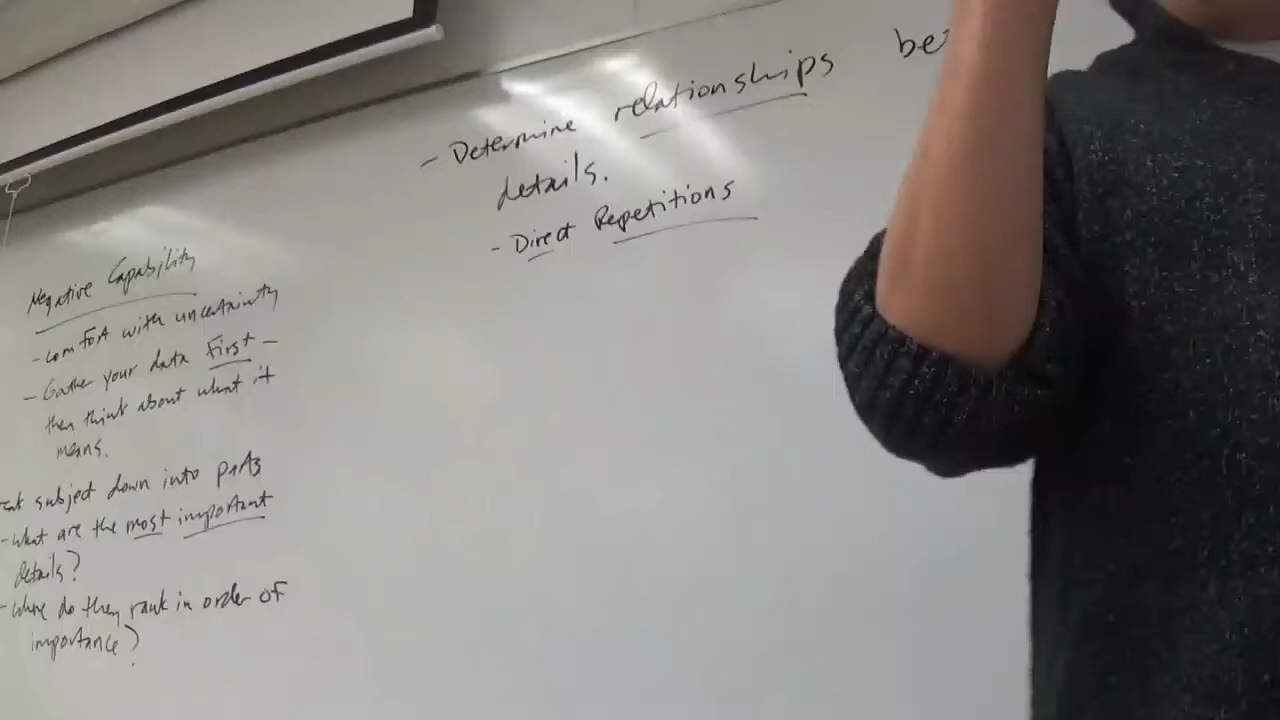 Negative Capability
- comfort with uncertainty
- Gather your data First -
then think about what it
means.
subject down into parts
- what are the most important
details?
- Where do they rank in order of
importance?
- Determine relationships be
details.
- Direct Repetitions